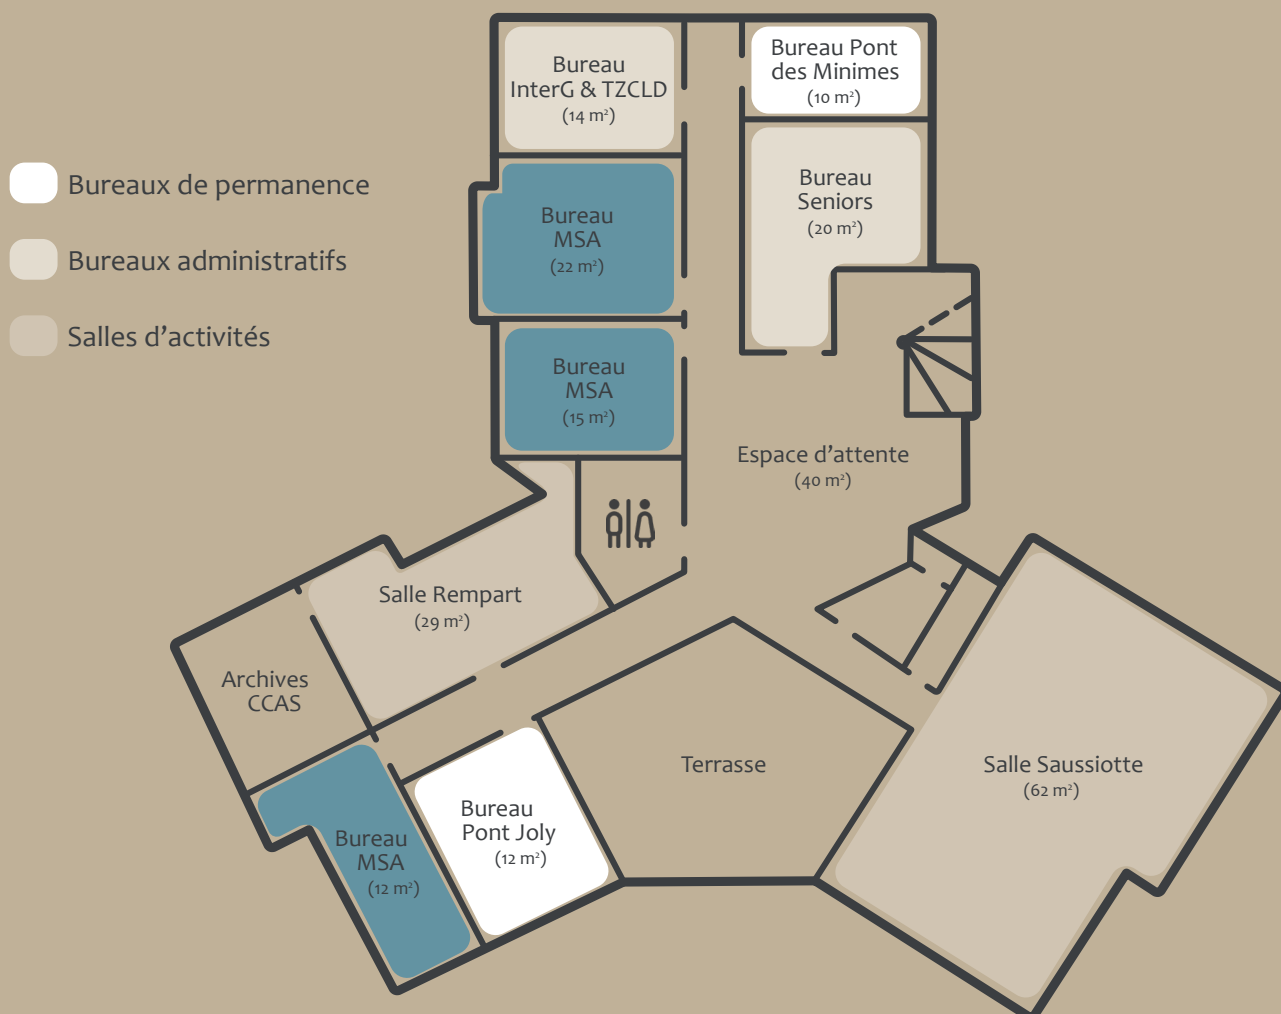 Bureaux de permanence
Bureaux administratifs
Salles d'activités
Bureau
InterG & TZCLD
(14 m²)
Bureau Pont
des Minimes
(10 m²)
Bureau
MSA
(22 m²)
Bureau
Seniors
(20 m²)
Bureau
MSA
(15 m²)
Espace d'attente
(40 m²)
Salle Rempart
(29 m²)
Archives
CCAS
Terrasse
Salle Saussiotte
(62 m²)
Bureau
MSA
(12 m²)
Bureau
Pont Joly
(12 m²)